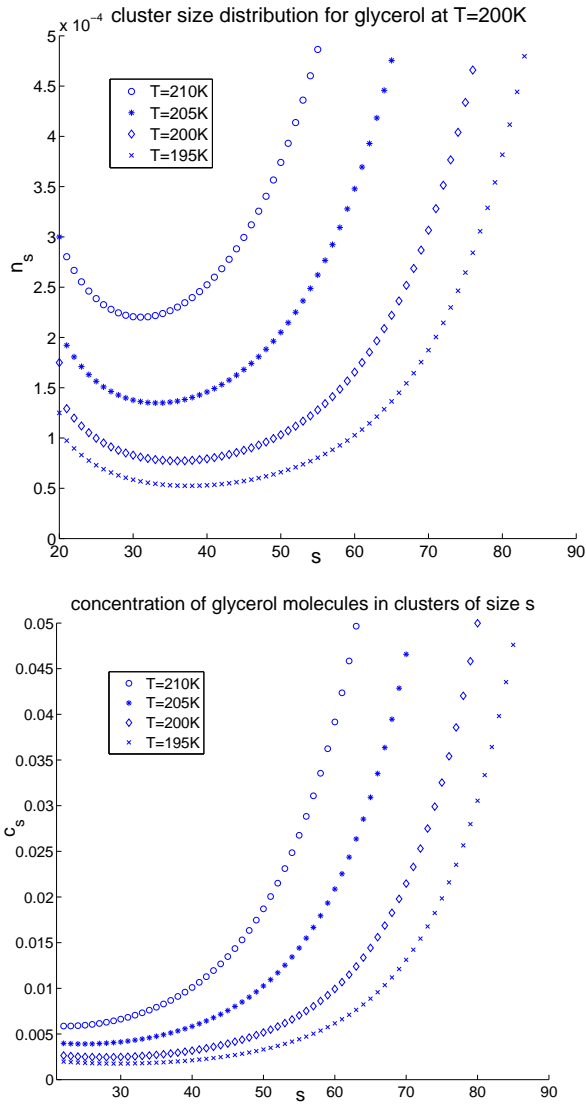 cluster size distribution for glycerol at T=200K
x 10⁻⁴
5
4.5
4
3.5
3
2.5
2
1.5
1
0.5
0
n_s
T=210K
T=205K
T=200K
T=195K
20 30 40 50 60 70 80 90
s
concentration of glycerol molecules in clusters of size s
0.05
0.045
0.04
0.035
0.03
0.025
0.02
0.015
0.01
0.005
0
c_s
T=210K
T=205K
T=200K
T=195K
30 40 50 60 70 80 90
s